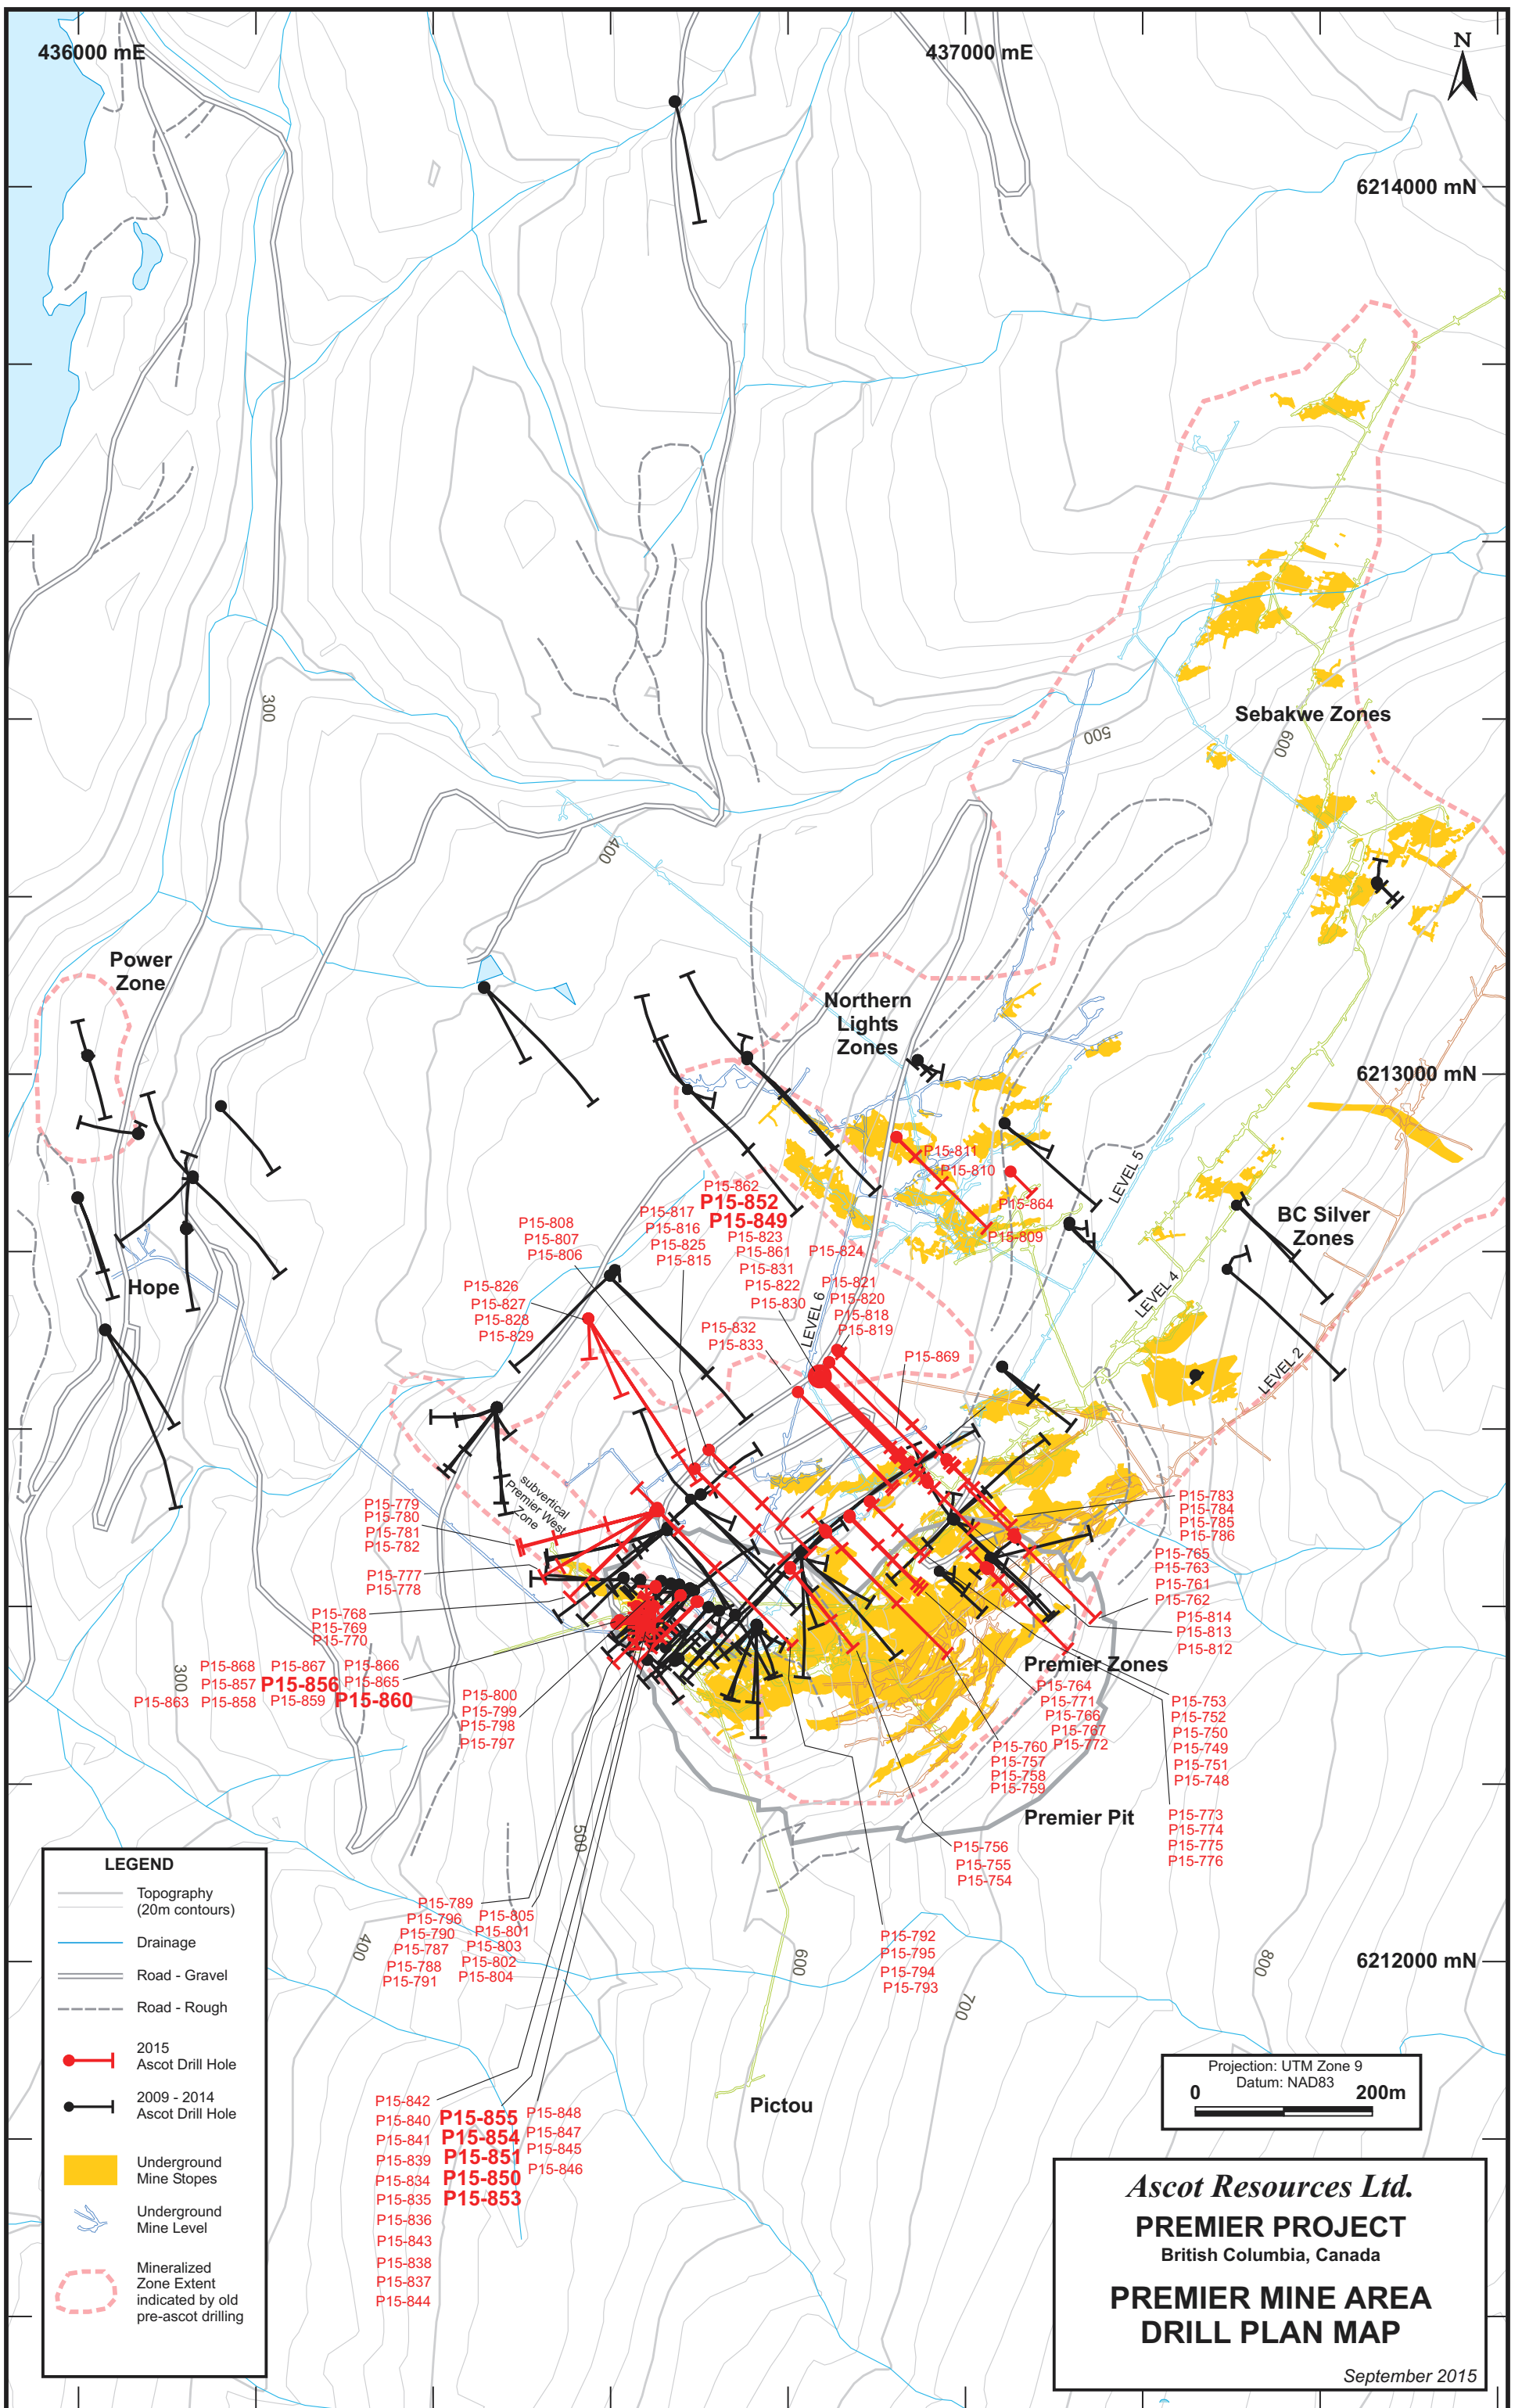 436000 mE
437000 mE
N
6214000 mN
300
500
Sebakwe Zones
600
400
Power
Zone
Northern
Lights
Zones
6213000 mN
LEVEL 5
BC Silver
Zones
Hope
LEVEL 4
LEVEL 6
LEVEL 2
P15-811
P15-810
P15-864
P15-809
P15-862
P15-852
P15-849
P15-823
P15-861
P15-831
P15-822
P15-830
P15-817
P15-816
P15-825
P15-815
P15-808
P15-807
P15-806
P15-824
P15-821
P15-820
P15-818
P15-819
P15-826
P15-827
P15-828
P15-829
P15-832
P15-833
P15-869
subvertical
Premier West
Zone
P15-779
P15-780
P15-781
P15-782
P15-777
P15-778
P15-768
P15-769
P15-770
P15-783
P15-784
P15-785
P15-786
P15-765
P15-763
P15-761
P15-762
P15-814
P15-813
P15-812
Premier Zones
300
P15-868
P15-867
P15-866
P15-857
P15-856
P15-865
P15-863
P15-858
P15-859
P15-860
P15-800
P15-799
P15-798
P15-797
P15-764
P15-771
P15-766
P15-767
P15-772
P15-760
P15-757
P15-758
P15-759
P15-753
P15-752
P15-750
P15-749
P15-751
P15-748
P15-773
P15-774
P15-775
P15-776
Premier Pit
P15-756
P15-755
P15-754
500
P15-789
P15-796
P15-790
P15-787
P15-788
P15-791
P15-805
P15-801
P15-803
P15-802
P15-804
P15-792
P15-795
P15-794
P15-793
400
600
700
800
6212000 mN
P15-842
P15-840
P15-841
P15-839
P15-834
P15-835
P15-836
P15-843
P15-838
P15-837
P15-844
P15-855
P15-854
P15-851
P15-850
P15-853
P15-848
P15-847
P15-845
P15-846
Pictou
LEGEND
Topography
(20m contours)
Drainage
Road - Gravel
Road - Rough
2015
Ascot Drill Hole
2009 - 2014
Ascot Drill Hole
Underground
Mine Stopes
Underground
Mine Level
Mineralized
Zone Extent
indicated by old
pre-ascot drilling
Projection: UTM Zone 9
Datum: NAD83
0 200m
Ascot Resources Ltd.
PREMIER PROJECT
British Columbia, Canada
PREMIER MINE AREA
DRILL PLAN MAP
September 2015